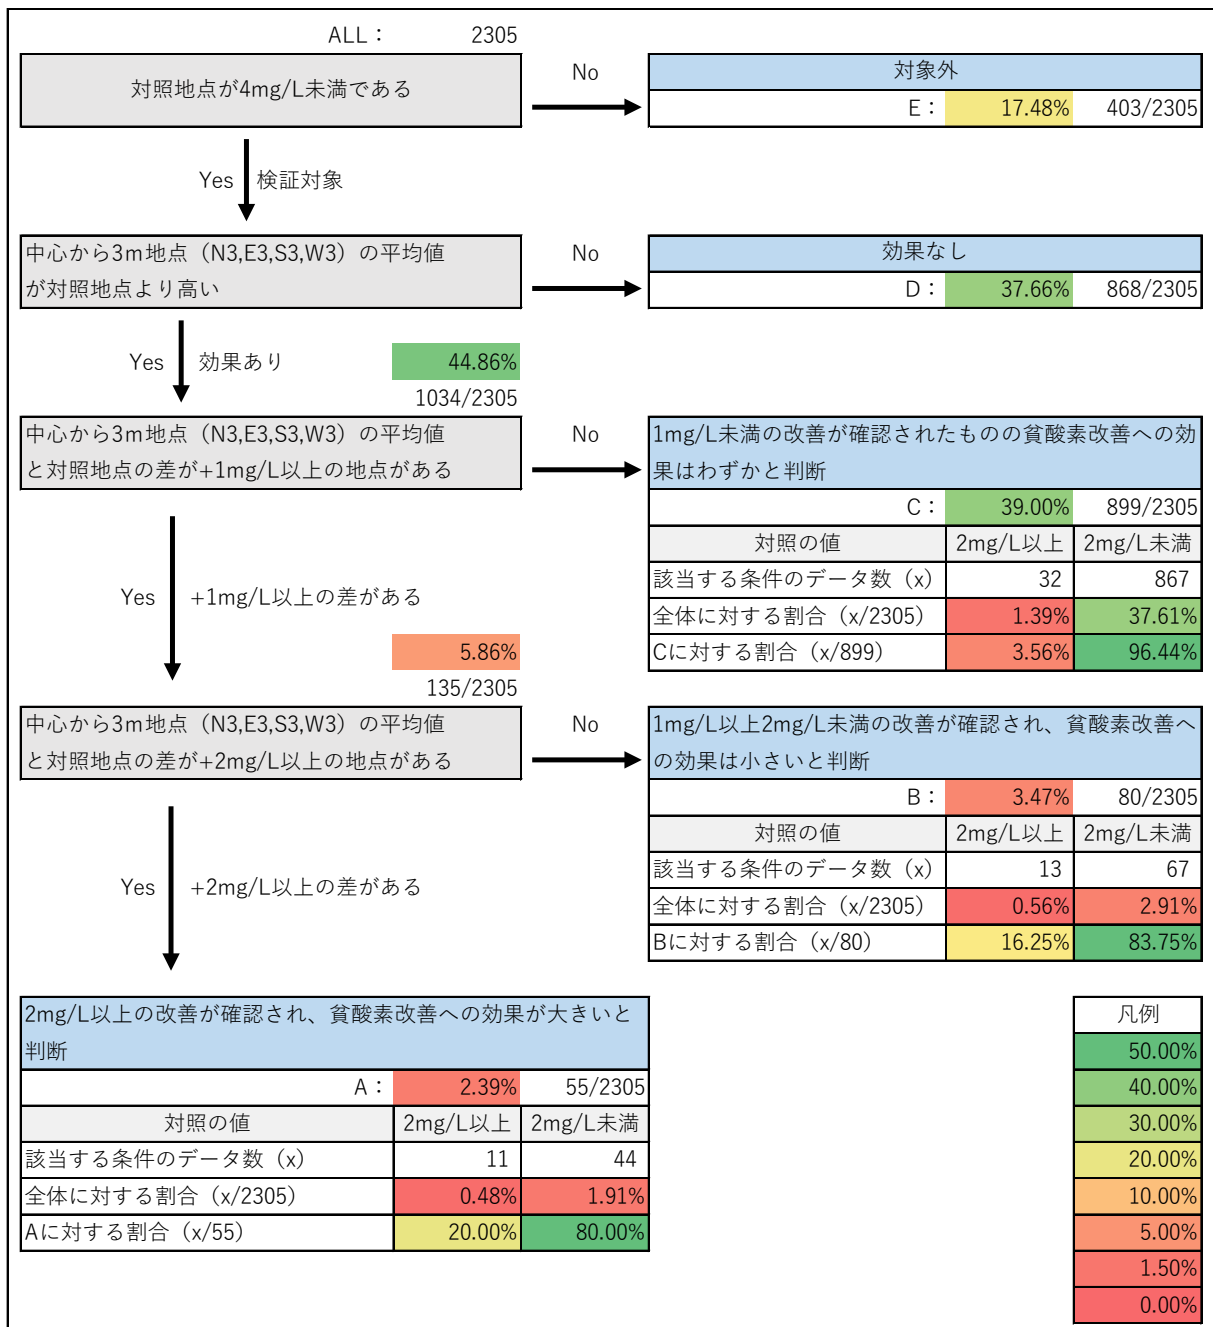 ALL： 2305
対照地点が4mg/L未満である
No
対象外
E： 17.48% 403/2305
Yes 検証対象
中心から3m地点（N3,E3,S3,W3）の平均値
が対照地点より高い
No
効果なし
D： 37.66% 868/2305
Yes 効果あり
44.86%
1034/2305
中心から3m地点（N3,E3,S3,W3）の平均値
と対照地点の差が+1mg/L以上の地点がある
No
1mg/L未満の改善が確認されたものの貧酸素改善への効
果はわずかと判断
C： 39.00% 899/2305
対照の値 2mg/L以上 2mg/L未満
該当する条件のデータ数（x） 32 867
全体に対する割合（x/2305） 1.39% 37.61%
Cに対する割合（x/899） 3.56% 96.44%
Yes +1mg/L以上の差がある
5.86%
135/2305
中心から3m地点（N3,E3,S3,W3）の平均値
と対照地点の差が+2mg/L以上の地点がある
No
1mg/L以上2mg/L未満の改善が確認され、貧酸素改善へ
の効果は小さいと判断
B： 3.47% 80/2305
対照の値 2mg/L以上 2mg/L未満
該当する条件のデータ数（x） 13 67
全体に対する割合（x/2305） 0.56% 2.91%
Bに対する割合（x/80） 16.25% 83.75%
Yes +2mg/L以上の差がある
2mg/L以上の改善が確認され、貧酸素改善への効果が大きいと
判断
A： 2.39% 55/2305
対照の値 2mg/L以上 2mg/L未満
該当する条件のデータ数（x） 11 44
全体に対する割合（x/2305） 0.48% 1.91%
Aに対する割合（x/55） 20.00% 80.00%
凡例
50.00%
40.00%
30.00%
20.00%
10.00%
5.00%
1.50%
0.00%